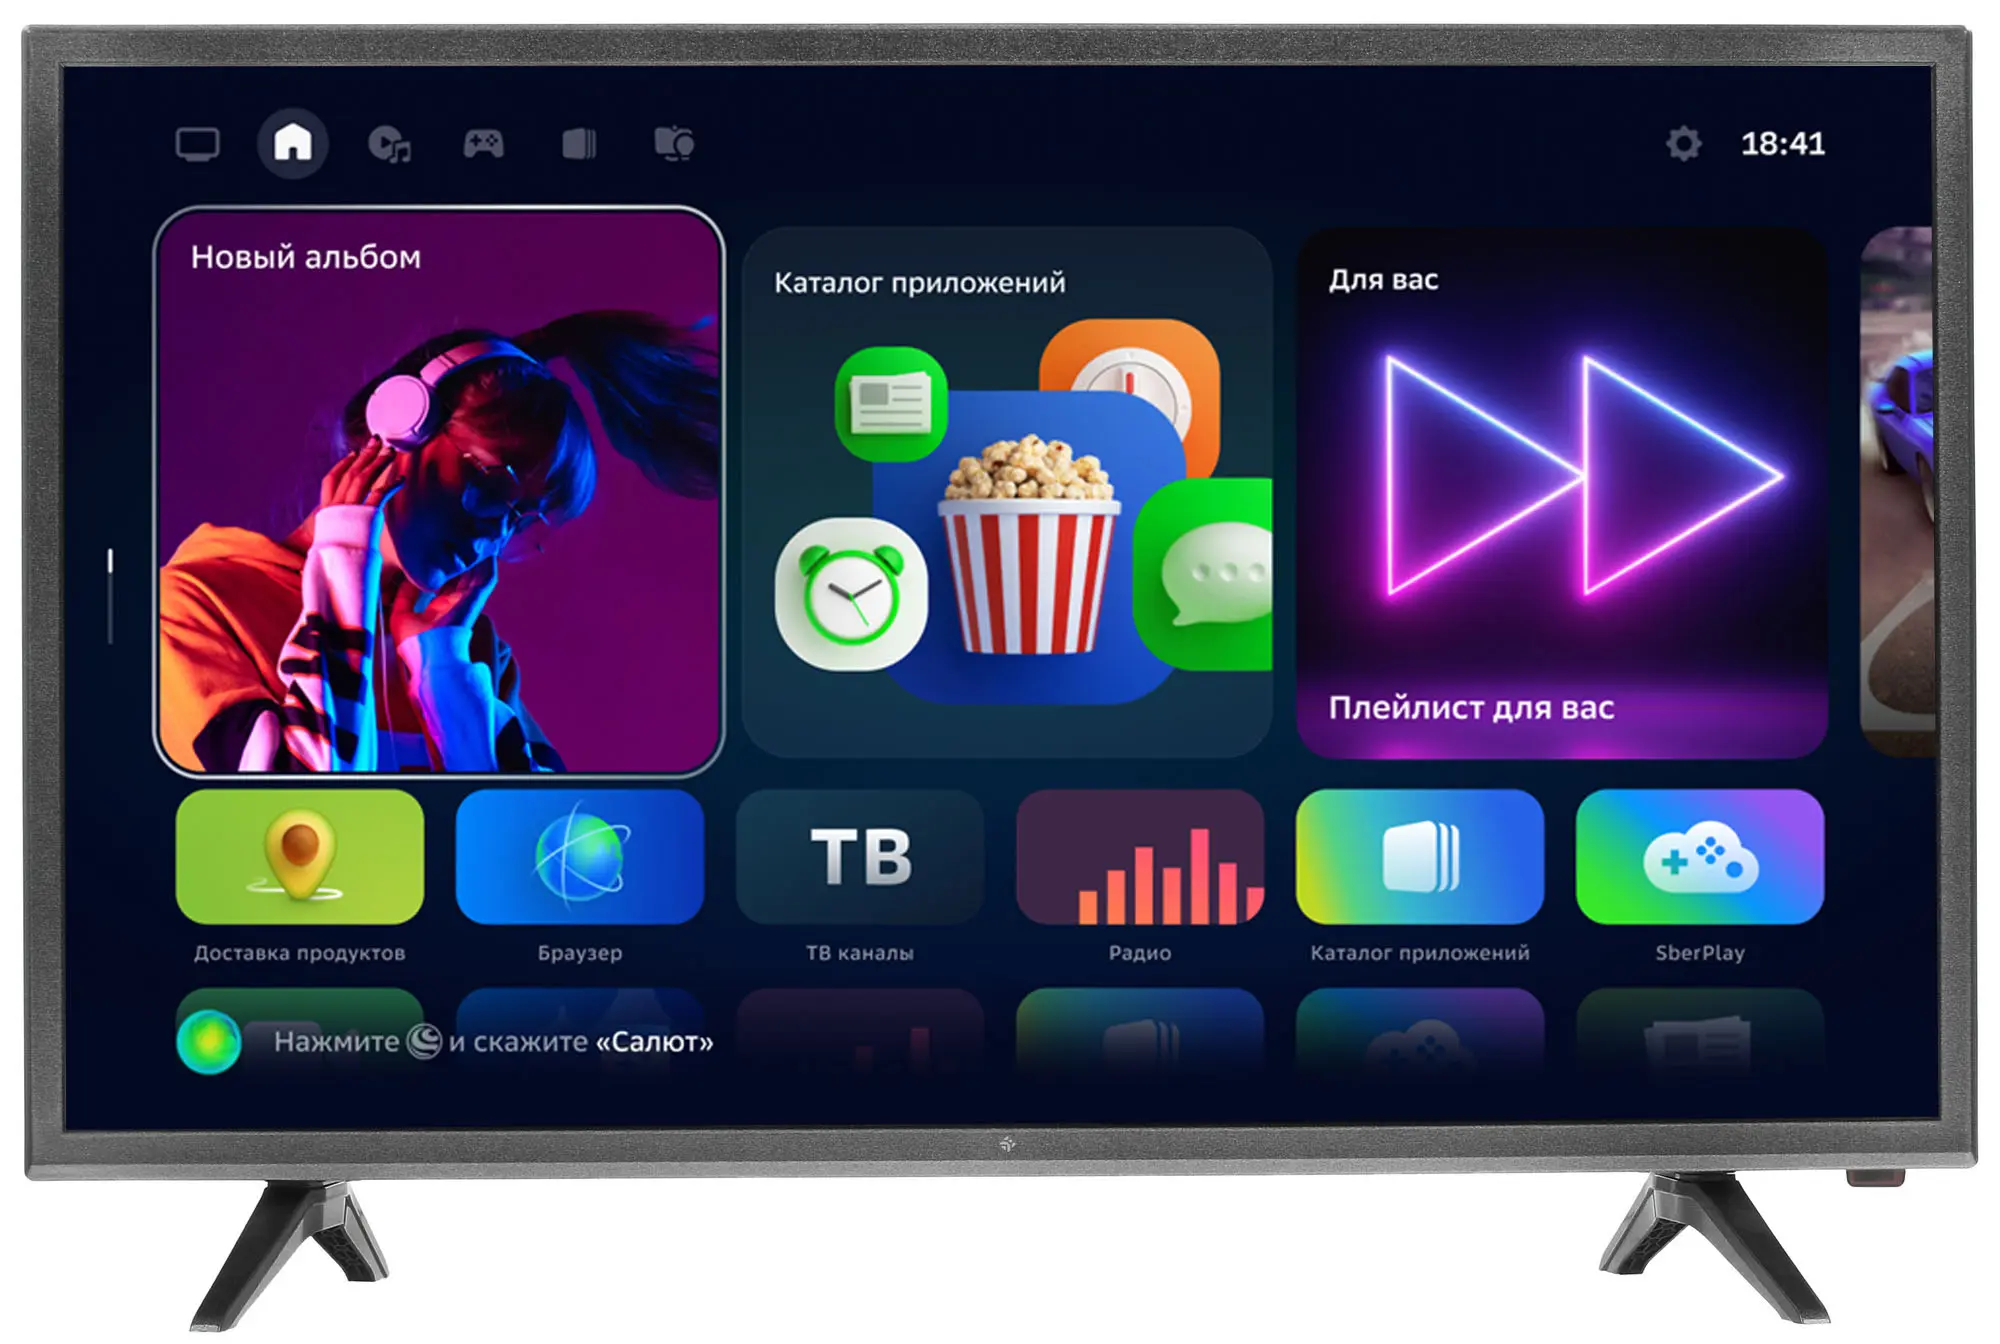 18:41
Новый альбом
Каталог приложений
Для вас
Плейлист для вас
ТВ
Доставка продуктов
Браузер
ТВ каналы
Радио
Каталог приложений
SberPlay
Нажмите и скажите «Салют»